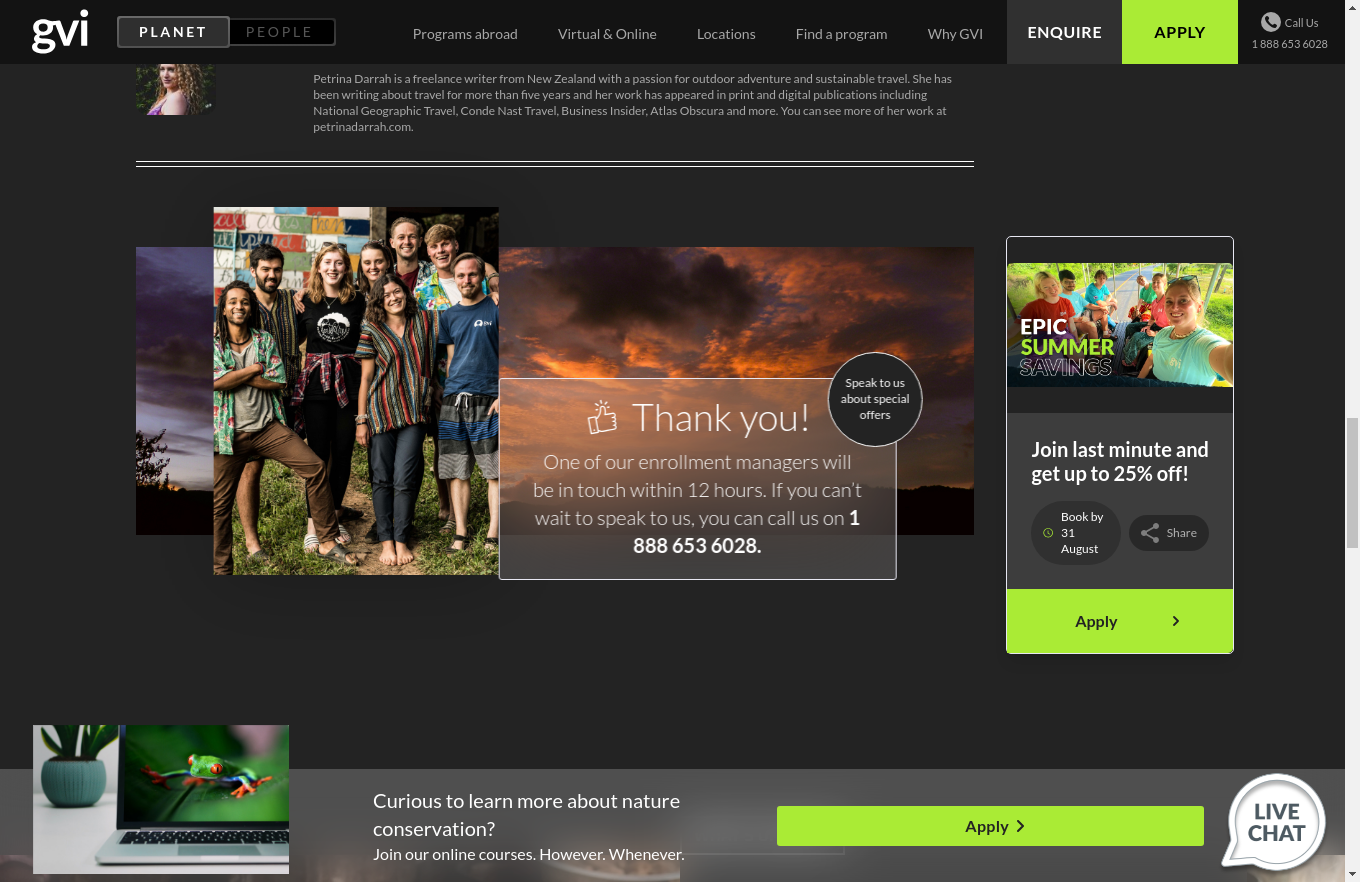 gvi
PLANET
PEOPLE
Programs abroad
Virtual & Online
Locations
Find a program
Why GVI
ENQUIRE
APPLY
Call Us
1 888 653 6028
Petrina Darrah is a freelance writer from New Zealand with a passion for outdoor adventure and sustainable travel. She has
been writing about travel for more than five years and her work has appeared in print and digital publications including
National Geographic Travel, Conde Nast Travel, Business Insider, Atlas Obscura and more. You can see more of her work at
petrinadarrah.com.
Speak to us
about special
offers
Thank you!
One of our enrollment managers will
be in touch within 12 hours. If you can't
wait to speak to us, you can call us on 1
888 653 6028.
EPIC
SUMMER
SAVINGS
Join last minute and
get up to 25% off!
Book by
31
August
Share
Apply
Curious to learn more about nature
conservation?
Join our online courses. However. Whenever.
Apply
LIVE
CHAT